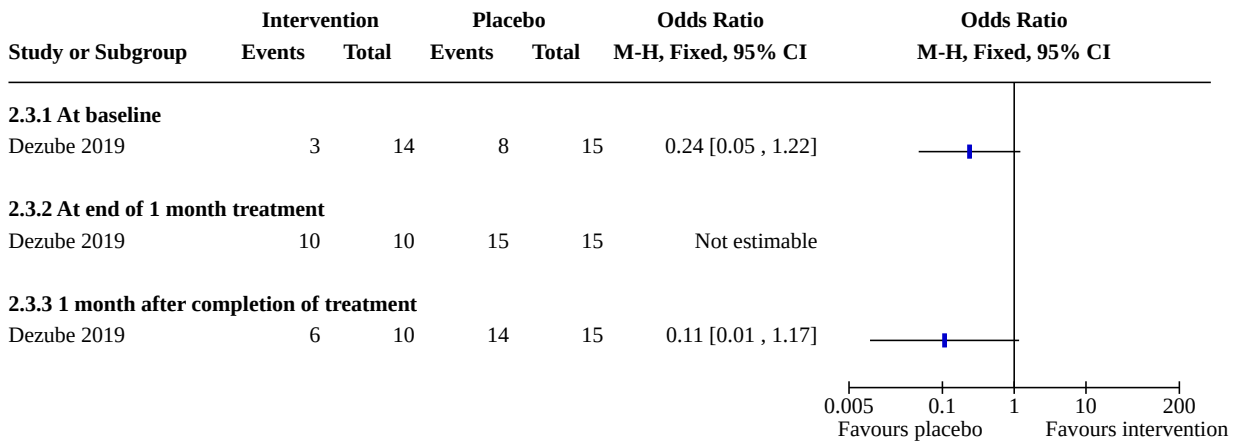 Intervention Placebo Odds Ratio Odds Ratio
Study or Subgroup Events Total Events Total M-H, Fixed, 95% CI M-H, Fixed, 95% CI
2.3.1 At baseline
Dezube 2019 3 14 8 15 0.24 [0.05 , 1.22]
2.3.2 At end of 1 month treatment
Dezube 2019 10 10 15 15 Not estimable
2.3.3 1 month after completion of treatment
Dezube 2019 6 10 14 15 0.11 [0.01 , 1.17]
0.005 0.1 1 10 200
Favours placebo Favours intervention